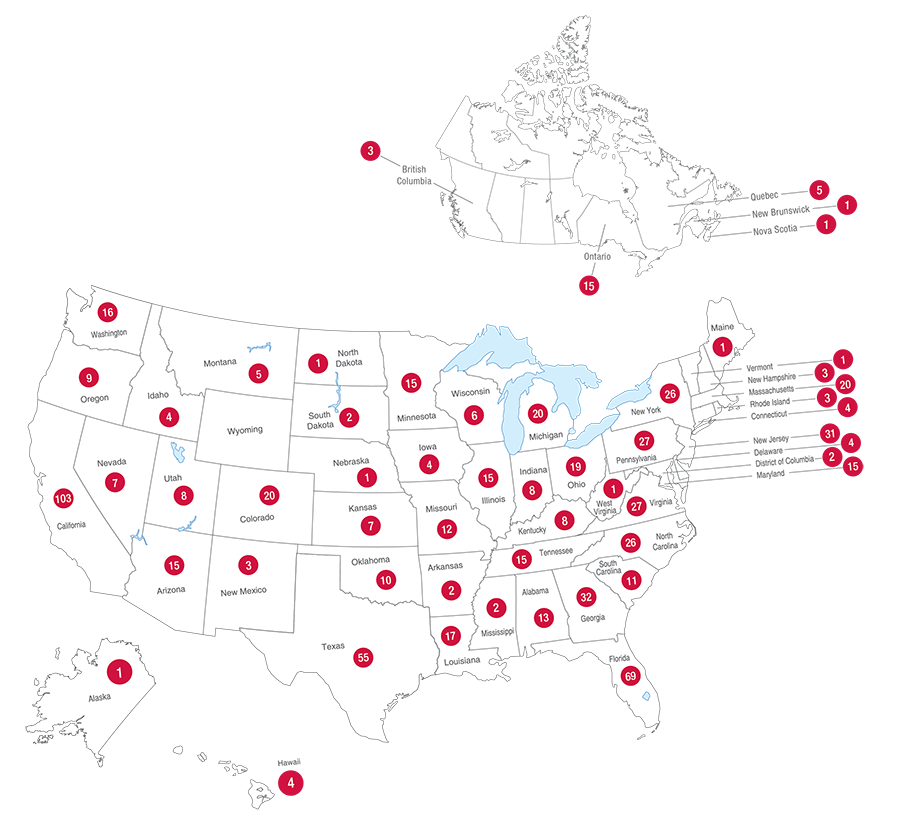 3
British
Columbia
Quebec 5
New Brunswick 1
Nova Scotia 1
Ontario
15
16
Washington
9
Oregon
Idaho
4
Montana
5
Wyoming
1
North
Dakota
South
Dakota
2
15
Minnesota
Wisconsin
6
20
Michigan
Maine
1
Vermont 1
New Hampshire 3
Massachusetts 20
Rhode Island 3
Connecticut 4
26
New York
27
Pennsylvania
New Jersey 31
Delaware 4
District of Columbia 2
Maryland 15
103
California
Nevada
7
Utah
8
20
Colorado
Nebraska
1
Kansas
7
Iowa
4
Missouri
12
15
Illinois
Indiana
8
19
Ohio
1
West
Virginia
27
Virginia
Kentucky
8
15
Tennessee
26
North
Carolina
South
Carolina
11
15
Arizona
3
New Mexico
Oklahoma
10
Arkansas
2
2
Mississippi
Alabama
13
32
Georgia
Texas
55
17
Louisiana
Florida
69
1
Alaska
Hawaii
4